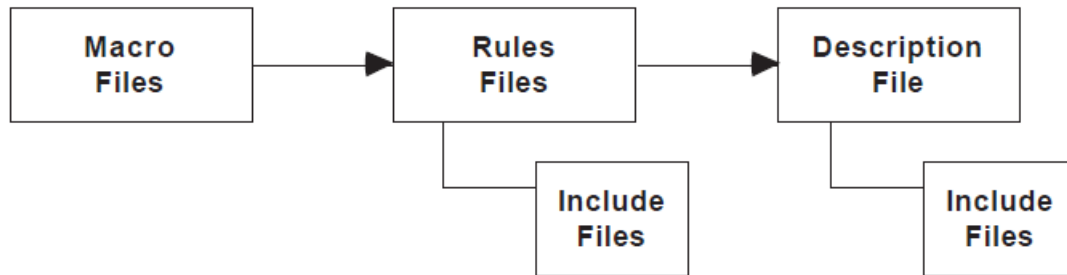 Macro
Files
Rules
Files
Description
File
Include
Files
Include
Files